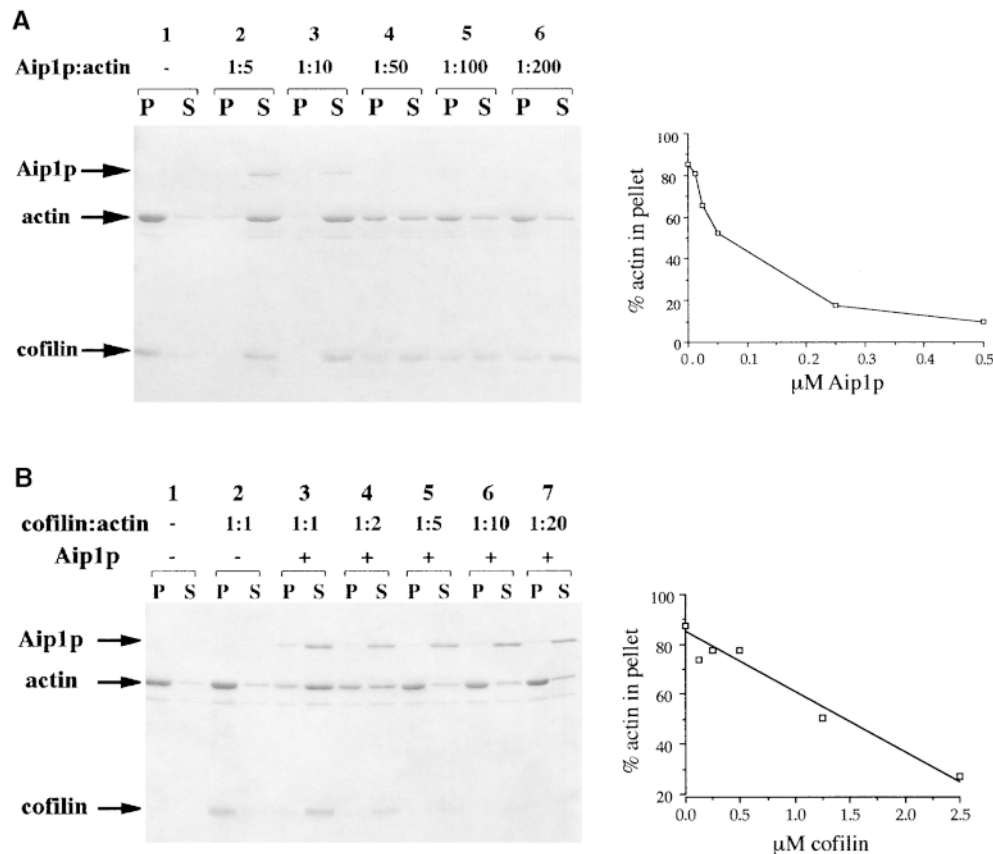 A
1 2 3 4 5 6
Aip1p:actin - 1:5 1:10 1:50 1:100 1:200
P S P S P S P S P S P S
Aip1p
actin
cofilin
% actin in pellet
100
80
60
40
20
0
0.0 0.1 0.2 0.3 0.4 0.5
µM Aip1p
B
1 2 3 4 5 6 7
cofilin:actin - 1:1 1:1 1:2 1:5 1:10 1:20
Aip1p - - + + + + +
P S P S P S P S P S P S P S
Aip1p
actin
cofilin
% actin in pellet
100
80
60
40
20
0.0 0.5 1.0 1.5 2.0 2.5
µM cofilin